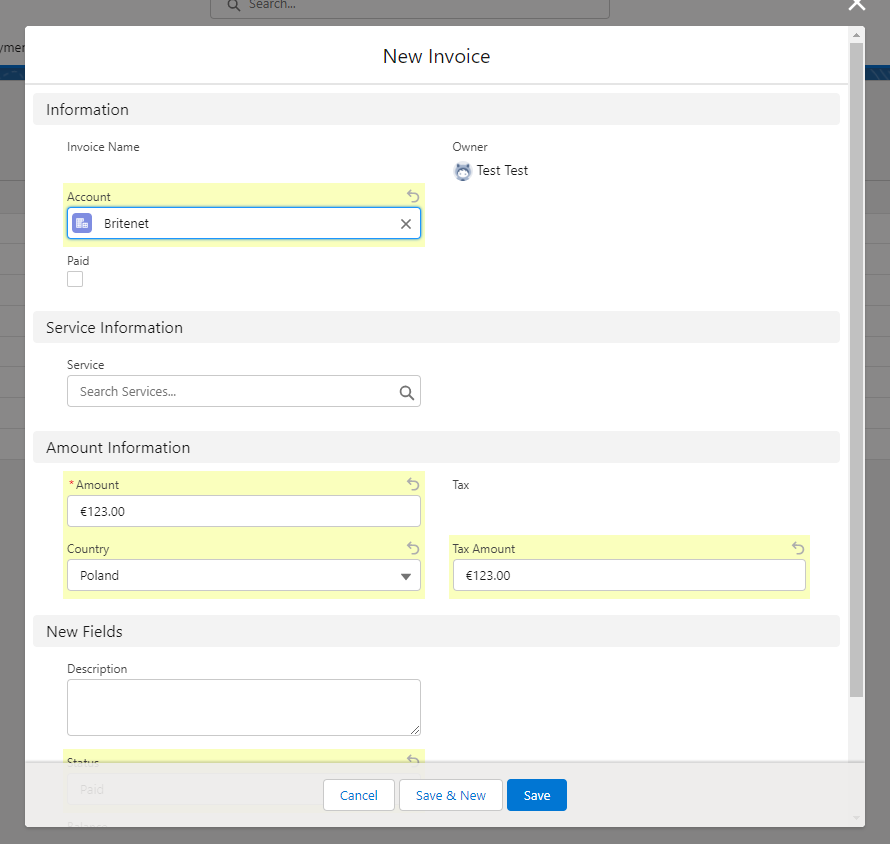 Search...
New Invoice
Information
Invoice Name
Owner
Test Test
Account
Britenet
Paid
Service Information
Service
Search Services...
Amount Information
* Amount
Tax
€123.00
Country
Tax Amount
Poland
€123.00
New Fields
Description
Status
Paid
Cancel
Save & New
Save